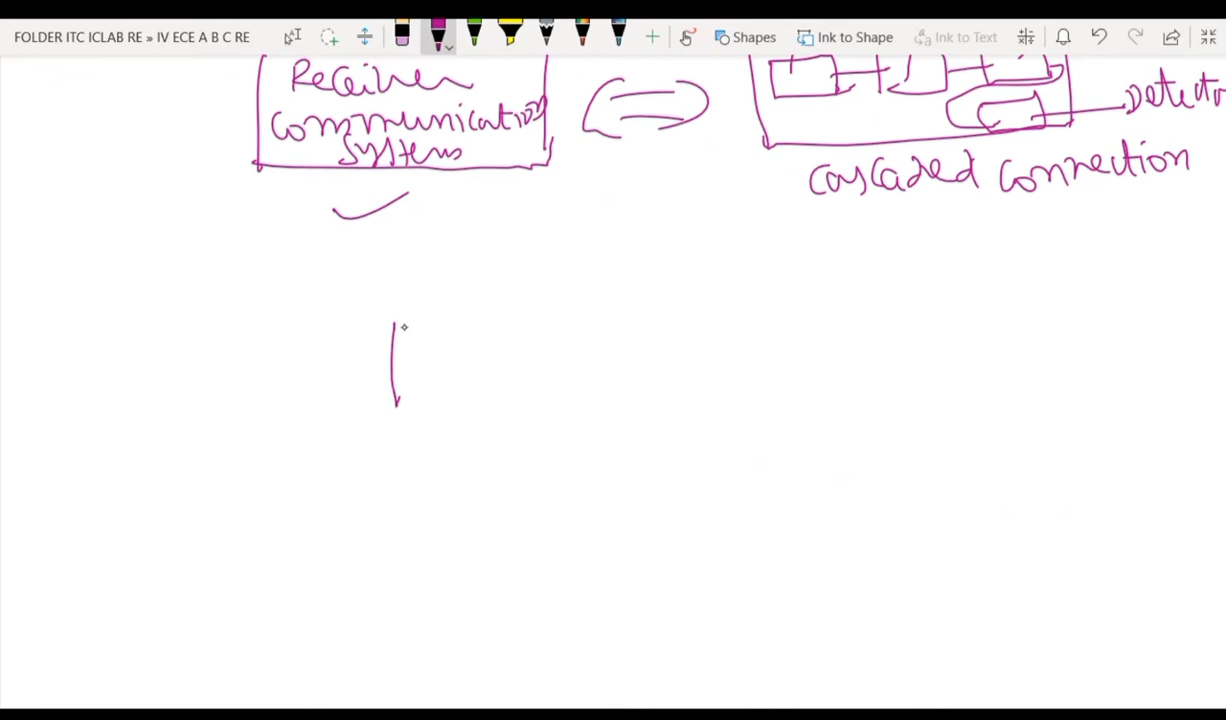 FOLDER ITC ICLAB RE » IV ECE A B C RE
Shapes
Ink to Shape
Ink to Text
Receiver
Communication
Systems
Detecto
Cascaded Connection